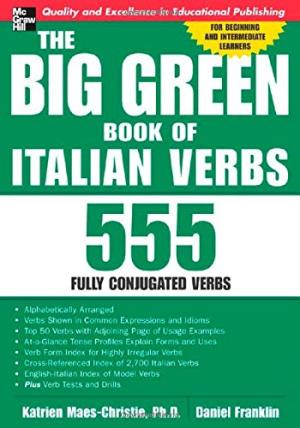 Mc
Graw
Hill
Quality and Excellence in Educational Publishing
FOR BEGINNING
AND INTERMEDIATE
LEARNERS
THE
BIG GREEN
BOOK OF
ITALIAN VERBS
555
FULLY CONJUGATED VERBS
• Alphabetically Arranged
• Verbs Shown in Common Expressions and Idioms
• Top 50 Verbs with Adjoining Page of Usage Examples
• At-a-Glance Tense Profiles Explain Forms and Uses
• Verb Form Index for Highly Irregular Verbs
• Cross-Referenced Index of 2,700 Italian Verbs
• English-Italian Index of Model Verbs
• Plus Verb Tests and Drills
Katrien Maes-Christie, Ph.D. Daniel Franklin